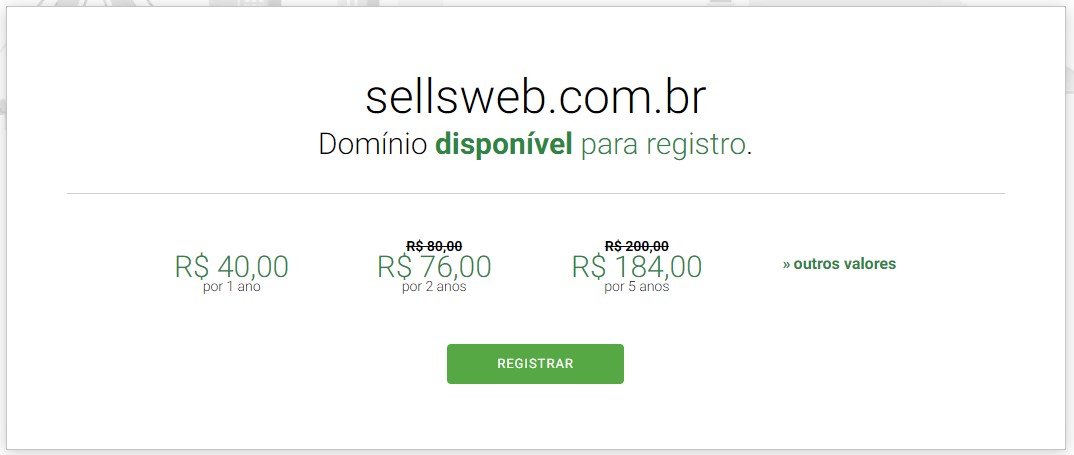 sellsweb.com.br
Domínio disponível para registro.
R$ 40,00
por 1 ano
R$ 80,00
R$ 76,00
por 2 anos
R$ 200,00
R$ 184,00
por 5 anos
» outros valores
REGISTRAR